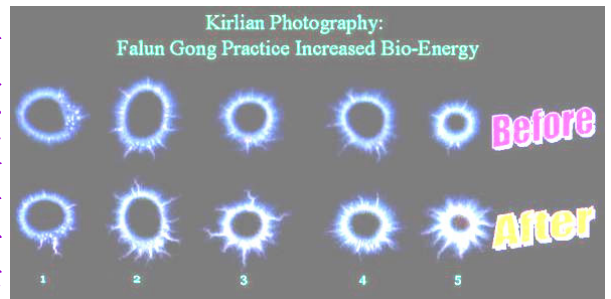 Kirlian Photography:
Falun Gong Practice Increased Bio-Energy
Before
After
1 2 3 4 5